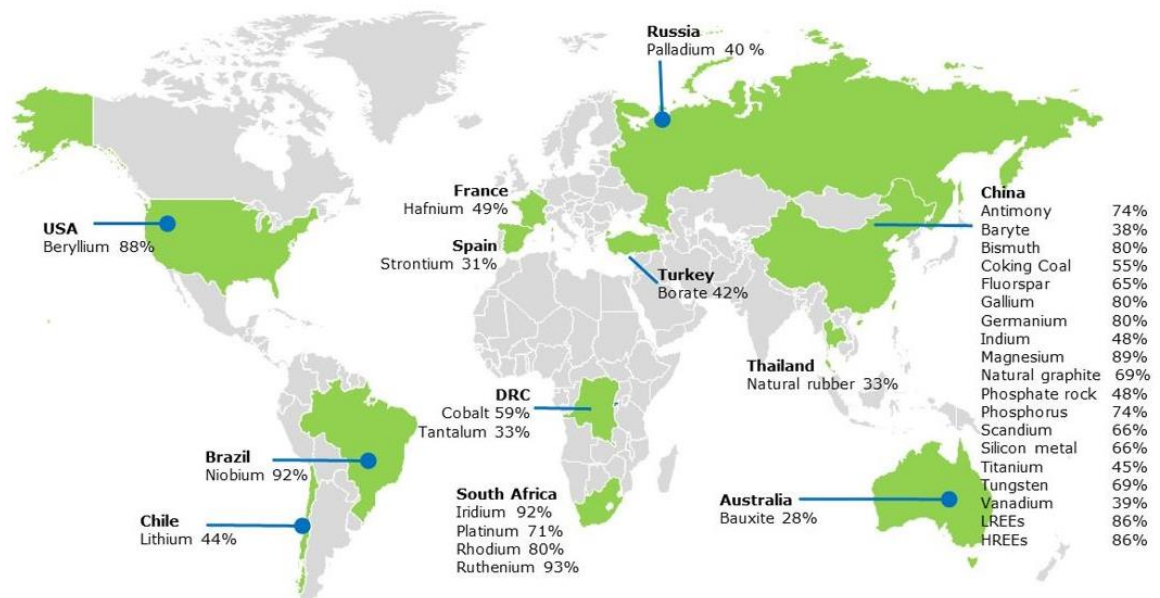 Russia
Palladium 40 %
France
Hafnium 49%
USA
Beryllium 88%
Spain
Strontium 31%
Turkey
Borate 42%
China
Antimony 74%
Baryte 38%
Bismuth 80%
Coking Coal 55%
Fluorspar 65%
Gallium 80%
Germanium 80%
Indium 48%
Magnesium 89%
Natural graphite 69%
Phosphate rock 48%
Phosphorus 74%
Scandium 66%
Silicon metal 66%
Titanium 45%
Tungsten 69%
Vanadium 39%
LREEs 86%
HREEs 86%
Thailand
Natural rubber 33%
DRC
Cobalt 59%
Tantalum 33%
Brazil
Niobium 92%
South Africa
Iridium 92%
Platinum 71%
Rhodium 80%
Ruthenium 93%
Australia
Bauxite 28%
Chile
Lithium 44%